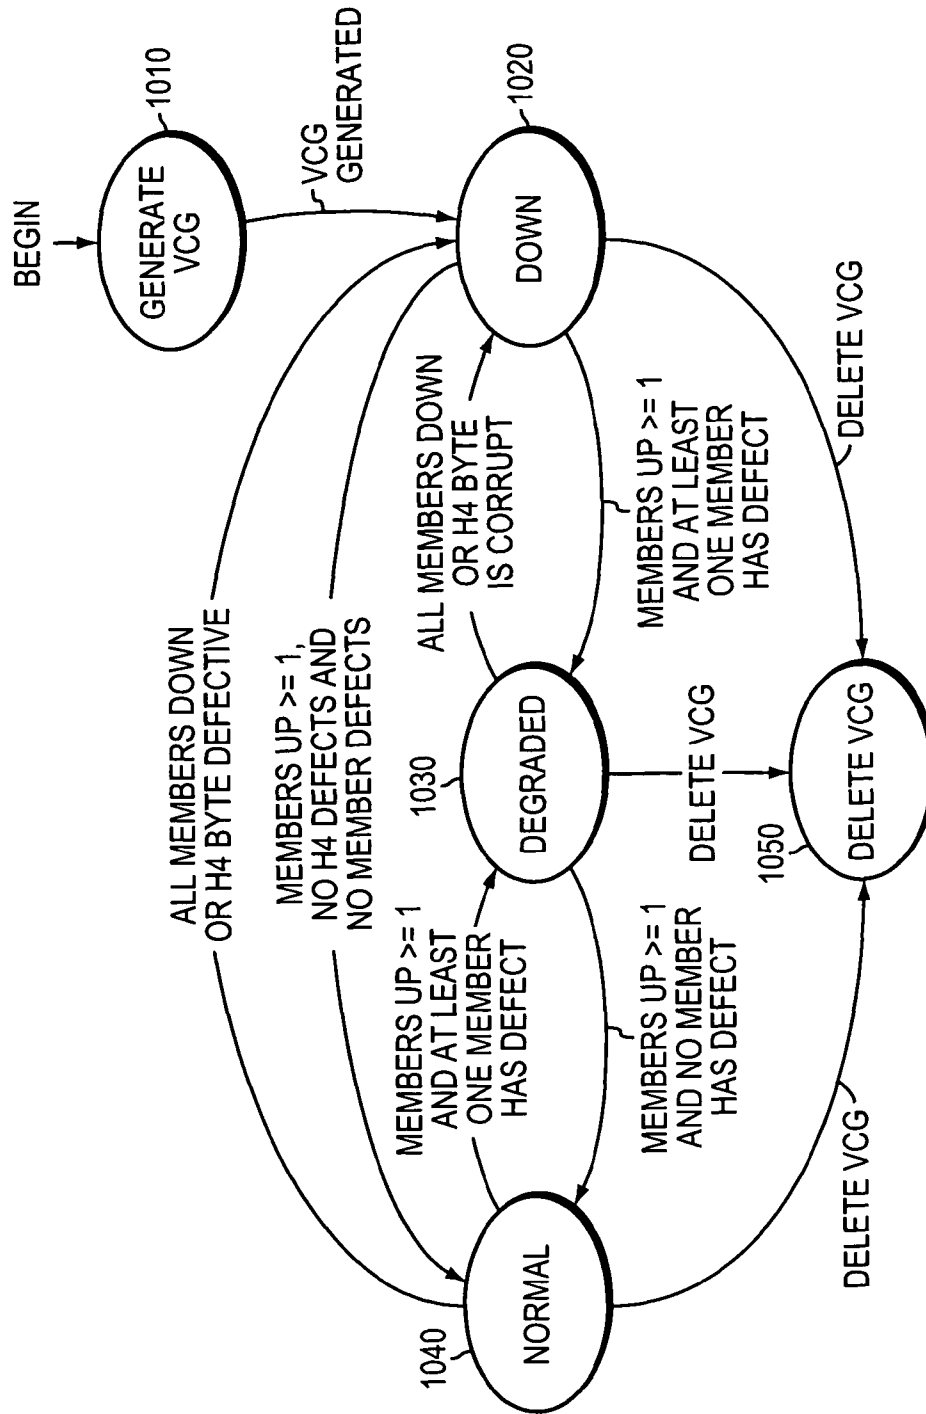 BEGIN
GENERATE
VCG
1010
VCG
GENERATED
ALL MEMBERS DOWN
OR H4 BYTE DEFECTIVE
MEMBERS UP >= 1,
NO H4 DEFECTS AND
NO MEMBER DEFECTS
1040
NORMAL
MEMBERS UP >= 1
AND AT LEAST
ONE MEMBER
HAS DEFECT
1030
DEGRADED
ALL MEMBERS DOWN
OR H4 BYTE
IS CORRUPT
DOWN
1020
MEMBERS UP >= 1
AND NO MEMBER
HAS DEFECT
MEMBERS UP >= 1
AND AT LEAST
ONE MEMBER
HAS DEFECT
DELETE VCG
DELETE VCG
DELETE VCG
1050
DELETE VCG